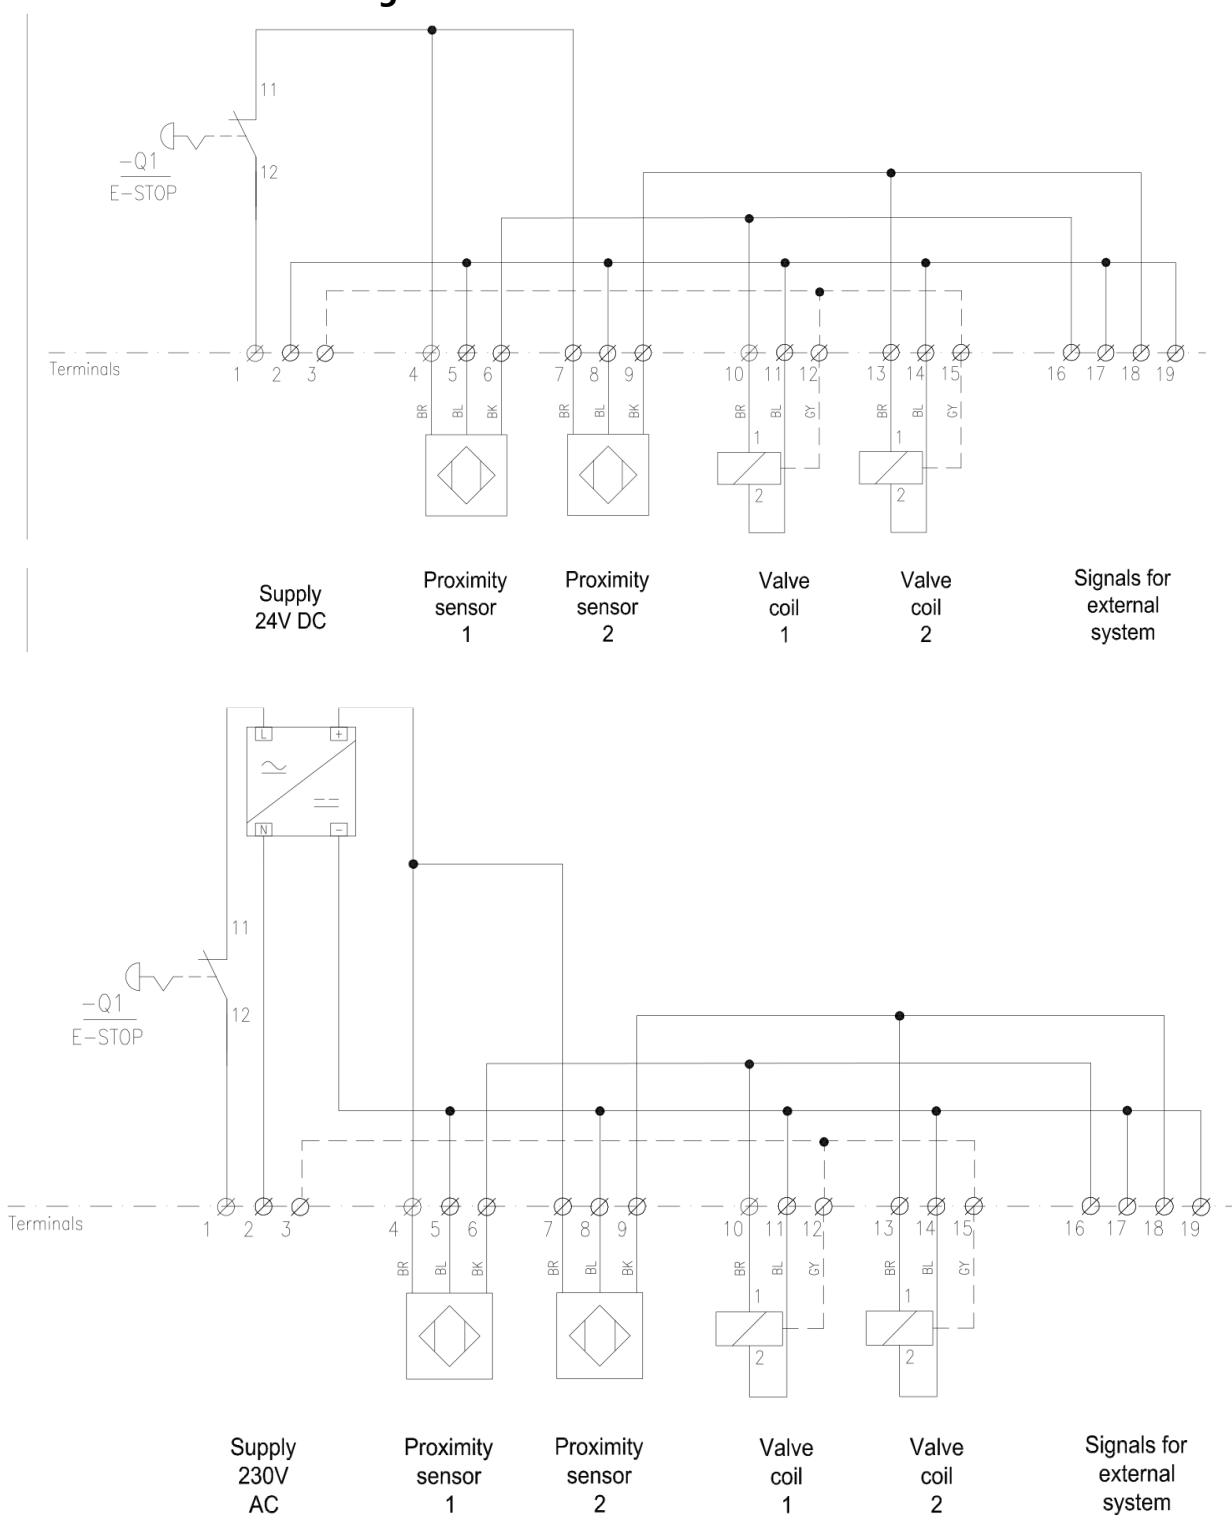 g
11
-Q1
E-STOP
12
Terminals
1 2 3 4 5 6 7 8 9 10 11 12 13 14 15 16 17 18 19
BR BL BK BR BL BK BR BL GY BR BL GY
1 1
2 2
Supply
24V DC
Proximity
sensor
1
Proximity
sensor
2
Valve
coil
1
Valve
coil
2
Signals for
external
system
L +
N -
11
-Q1
E-STOP
12
Terminals
1 2 3 4 5 6 7 8 9 10 11 12 13 14 15 16 17 18 19
BR BL BK BR BL BK BR BL GY BR BL GY
1 1
2 2
Supply
230V
AC
Proximity
sensor
1
Proximity
sensor
2
Valve
coil
1
Valve
coil
2
Signals for
external
system